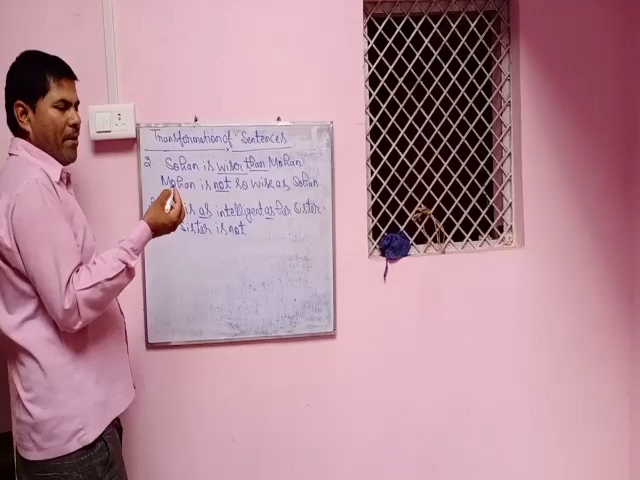 Transformation of Sentences
2. Sohan is wiser than Mohan
Mohan is not so wise as Sohan
is as intelligent as her sister
sister is not